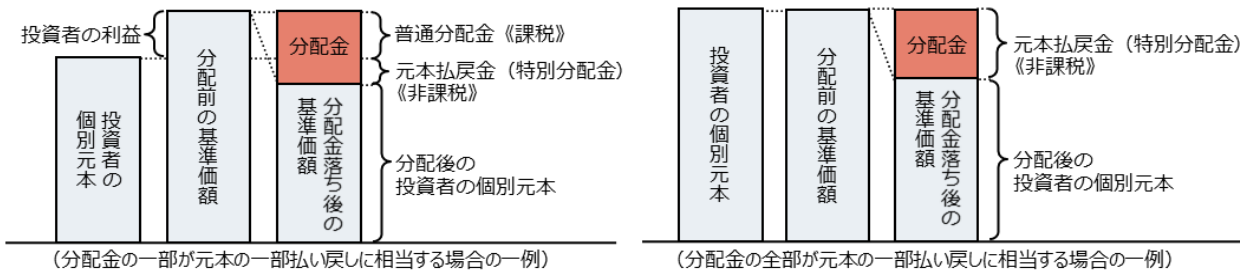 投資者の利益
投資者の
個別元本
分配前の基準価額
分配金
分配金落ち後の
基準価額
普通分配金《課税》
元本払戻金（特別分配金）
《非課税》
分配後の
投資者の個別元本
（分配金の一部が元本の一部払い戻しに相当する場合の一例）
投資者の個別元本
分配前の基準価額
分配金
分配金落ち後の
基準価額
元本払戻金（特別分配金）
《非課税》
分配後の
投資者の個別元本
（分配金の全部が元本の一部払い戻しに相当する場合の一例）